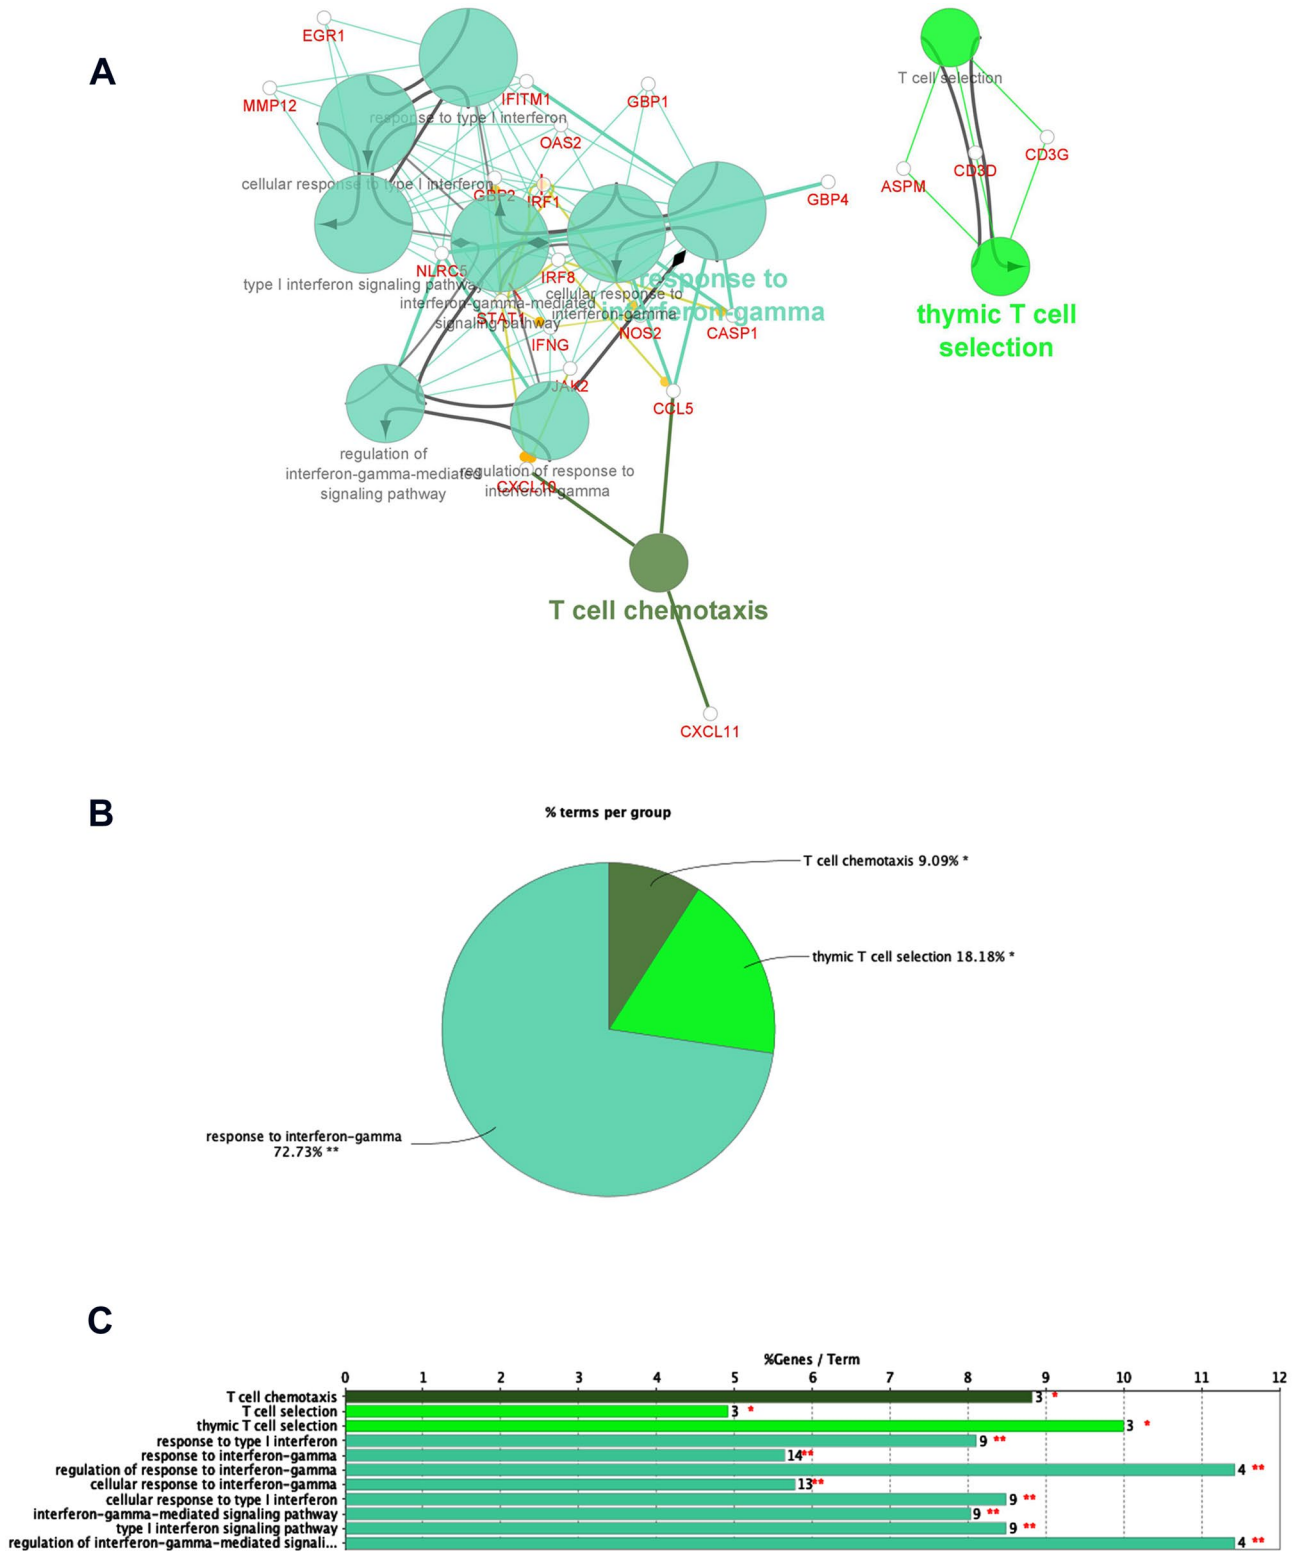 A
EGR1
MMP12
IFITM1
response to type I interferon
GBP1
OAS2
cellular response to type I interferon
GBP2
IRF1
GBP4
T cell selection
CD3G
CD3D
ASPM
NLRC5
IRF8
type I interferon signaling pathway
response to
interferon-gamma
cellular response to
interferon-gamma
interferon-gamma-mediated
signaling pathway
STAT1
IFNG
NOS2
CASP1
thymic T cell
selection
JAK2
CCL5
regulation of
interferon-gamma-mediated
signaling pathway
regulation of response to
interferon-gamma
CXCL10
T cell chemotaxis
CXCL11
B
% terms per group
T cell chemotaxis 9.09% *
thymic T cell selection 18.18% *
response to interferon-gamma
72.73% **
C
%Genes / Term
0 1 2 3 4 5 6 7 8 9 10 11 12
T cell chemotaxis 3 *
T cell selection 3 *
thymic T cell selection 3 *
response to type I interferon 9 **
response to interferon-gamma 14**
regulation of response to interferon-gamma 4 **
cellular response to interferon-gamma 13**
cellular response to type I interferon 9 **
interferon-gamma-mediated signaling pathway 9 **
type I interferon signaling pathway 9 **
regulation of interferon-gamma-mediated signali... 4 **